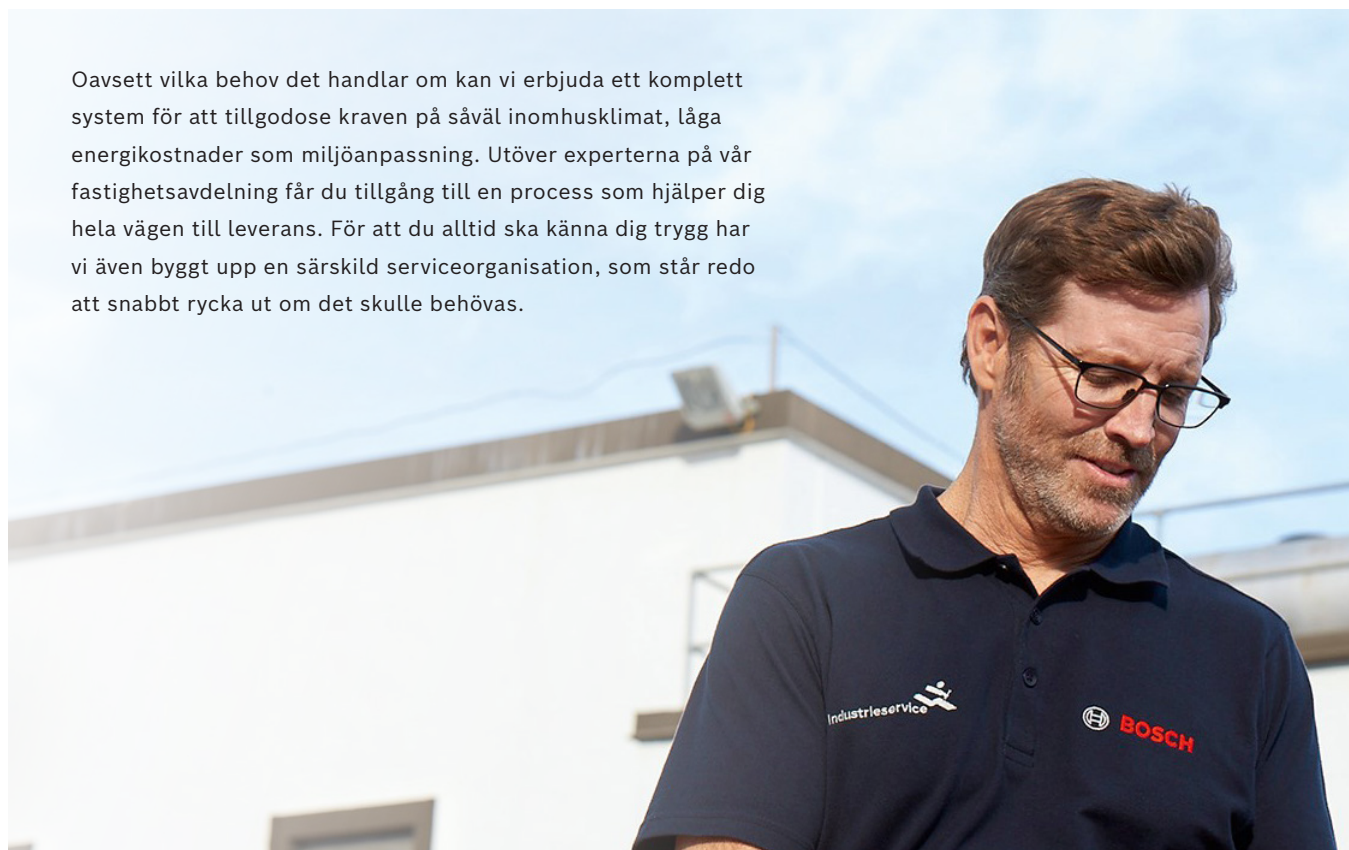 Oavsett vilka behov det handlar om kan vi erbjuda ett komplett
system för att tillgodose kraven på såväl inomhusklimat, låga
energikostnader som miljöanpassning. Utöver experterna på vår
fastighetsavdelning får du tillgång till en process som hjälper dig
hela vägen till leverans. För att du alltid ska känna dig trygg har
vi även byggt upp en särskild serviceorganisation, som står redo
att snabbt rycka ut om det skulle behövas.
industrieservice
BOSCH